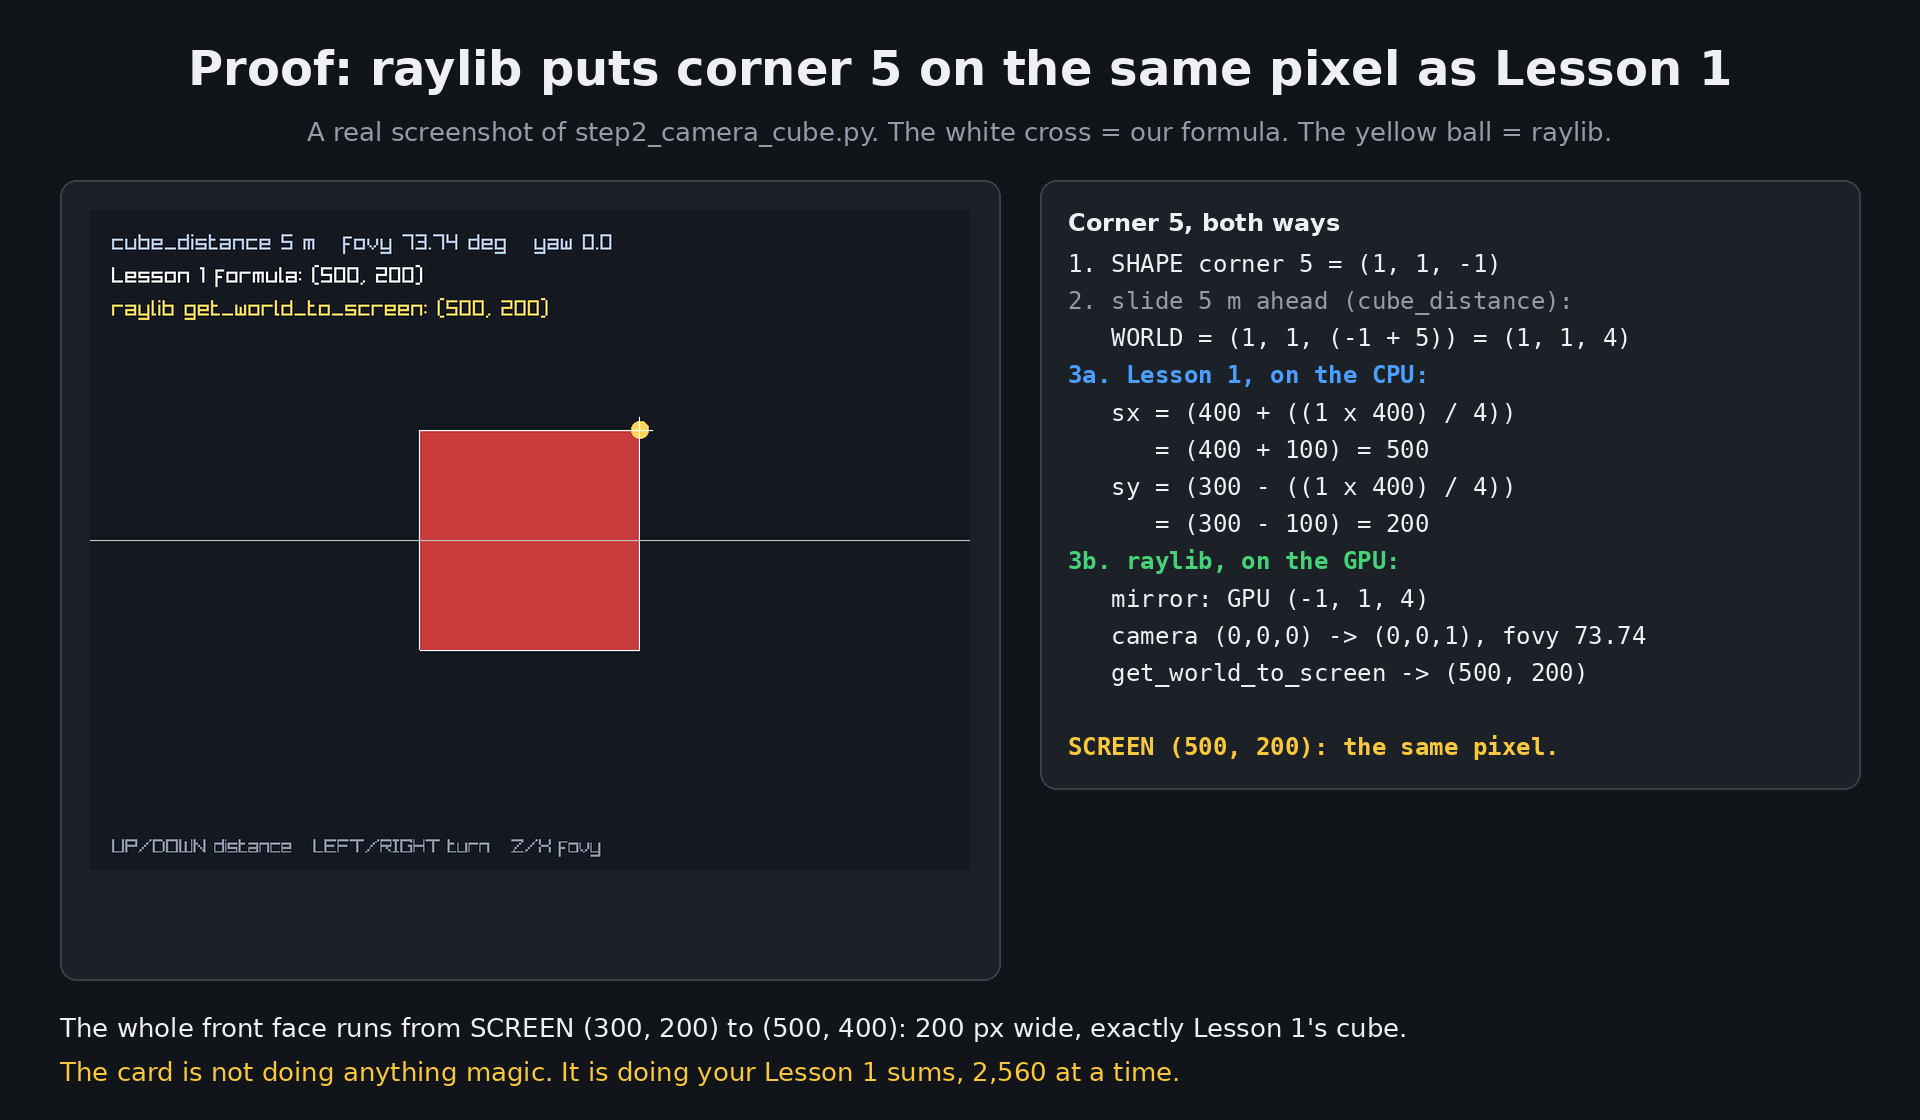 Proof: raylib puts corner 5 on the same pixel as Lesson 1
A real screenshot of step2_camera_cube.py. The white cross = our formula. The yellow ball = raylib.
cube_distance 5 m   fovy 73.74 deg   yaw 0.0
Lesson 1 formula: (500, 200)
raylib get_world_to_screen: (500, 200)
UP/DOWN distance   LEFT/RIGHT turn   Z/X fovy
Corner 5, both ways
1. SHAPE corner 5 = (1, 1, -1)
2. slide 5 m ahead (cube_distance):
WORLD = (1, 1, (-1 + 5)) = (1, 1, 4)
3a. Lesson 1, on the CPU:
sx = (400 + ((1 x 400) / 4))
= (400 + 100) = 500
sy = (300 - ((1 x 400) / 4))
= (300 - 100) = 200
3b. raylib, on the GPU:
mirror: GPU (-1, 1, 4)
camera (0,0,0) -> (0,0,1), fovy 73.74
get_world_to_screen -> (500, 200)
SCREEN (500, 200): the same pixel.
The whole front face runs from SCREEN (300, 200) to (500, 400): 200 px wide, exactly Lesson 1's cube.
The card is not doing anything magic. It is doing your Lesson 1 sums, 2,560 at a time.